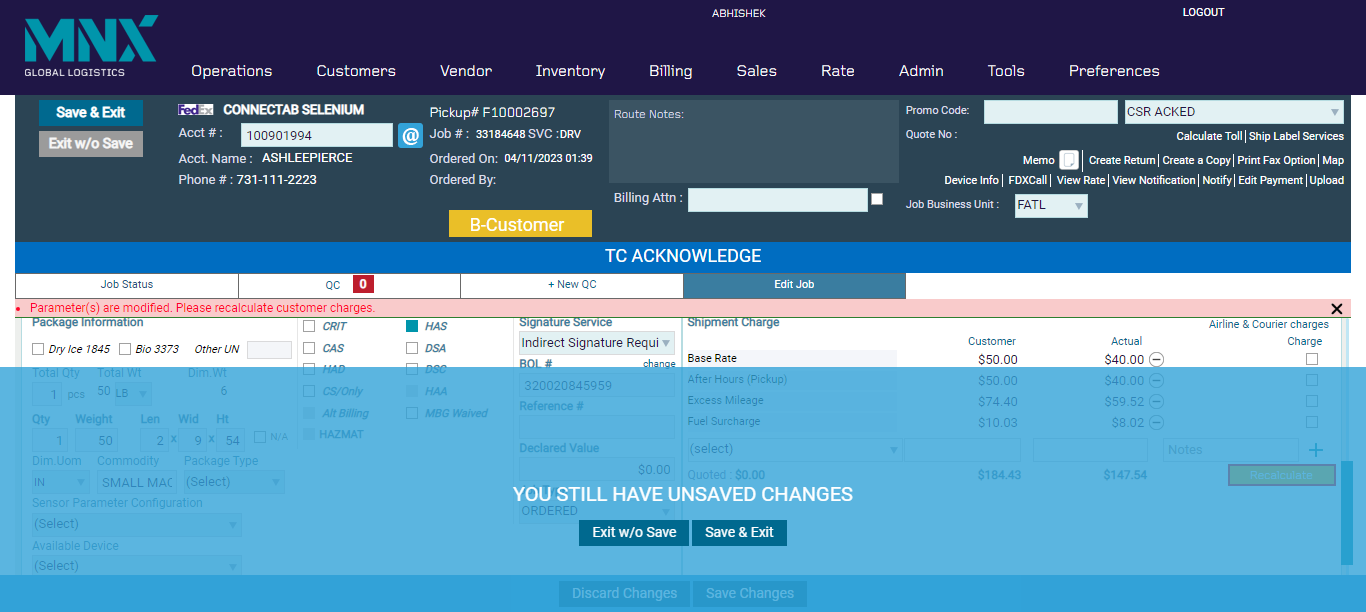 ABHISHEK LOGOUT
MNX
GLOBAL LOGISTICS
Operations Customers Vendor Inventory Billing Sales Rate Admin Tools Preferences
Save & Exit
Exit w/o Save
FedEx CONNECTAB SELENIUM
Acct # : 100901994 @
Acct. Name : ASHLEEPIERCE
Phone # : 731-111-2223
Pickup# F10002697
Job # : 33184648 SVC :DRV
Ordered On: 04/11/2023 01:39
Ordered By:
B-Customer
Route Notes:
Billing Attn :
Promo Code: CSR ACKED
Quote No :
Calculate Toll| Ship Label Services
Memo | Create Return| Create a Copy| Print Fax Option| Map
Device Info | FDXCall | View Rate| View Notification| Notify| Edit Payment| Upload
Job Business Unit : FATL
TC ACKNOWLEDGE
Job Status QC 0 + New QC Edit Job
• Parameter(s) are modified. Please recalculate customer charges.
Package Information
Dry Ice 1845 Bio 3373 Other UN
Total Qty Total Wt Dim.Wt
1 pcs 50 LB 6
Qty Weight Len Wid Ht
1 50 2 x 9 x 54 N/A
Dim.Uom Commodity Package Type
IN SMALL MAC (Select)
Sensor Parameter Configuration
(Select)
Available Device
(Select)
CRIT HAS
CAS DSA
HAD DSC
CS/Only HAA
Alt Billing MBG Waived
HAZMAT
Signature Service
Indirect Signature Requi
BOL # change
320020845959
Reference #
Declared Value
$0.00
ORDERED
Shipment Charge Airline & Courier charges
Customer Actual Charge
Base Rate $50.00 $40.00
After Hours (Pickup) $50.00 $40.00
Excess Mileage $74.40 $59.52
Fuel Surcharge $10.03 $8.02
(select) Notes +
Quoted : $0.00 $184.43 $147.54 Recalculate
YOU STILL HAVE UNSAVED CHANGES
Exit w/o Save Save & Exit
Discard Changes Save Changes